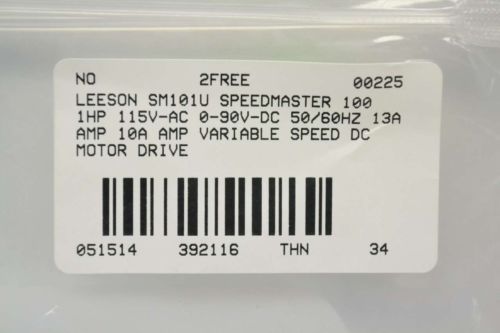 NO 2FREE 00225
LEESON SM101U SPEEDMASTER 100
1HP 115V-AC 0-90V-DC 50/60HZ 13A
AMP 10A AMP VARIABLE SPEED DC
MOTOR DRIVE
051514 392116 THN 34